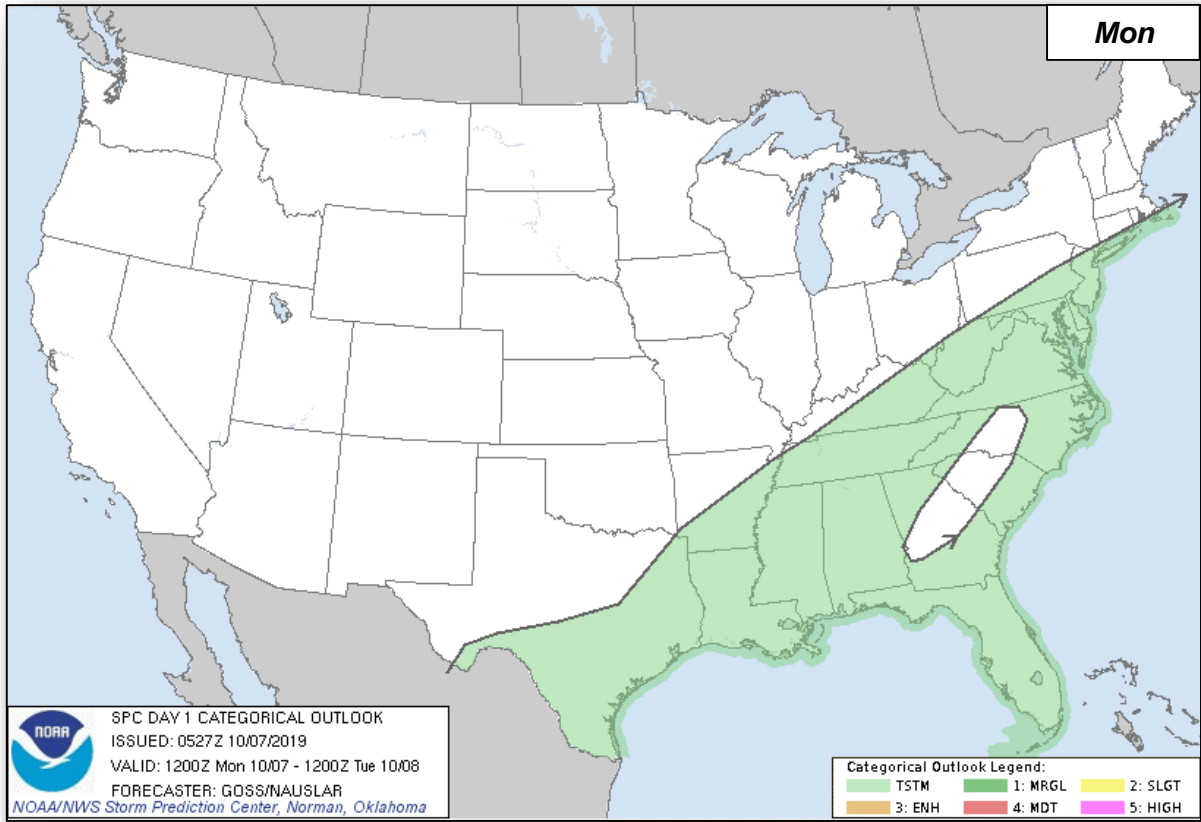 Mon
NOAA
SPC DAY 1 CATEGORICAL OUTLOOK
ISSUED: 0527Z 10/07/2019
VALID: 1200Z Mon 10/07 - 1200Z Tue 10/08
FORECASTER: GOSS/NAUSLAR
NOAA/NWS Storm Prediction Center, Norman, Oklahoma
Categorical Outlook Legend:
TSTM 1: MRGL 2: SLGT
3: ENH 4: MDT 5: HIGH